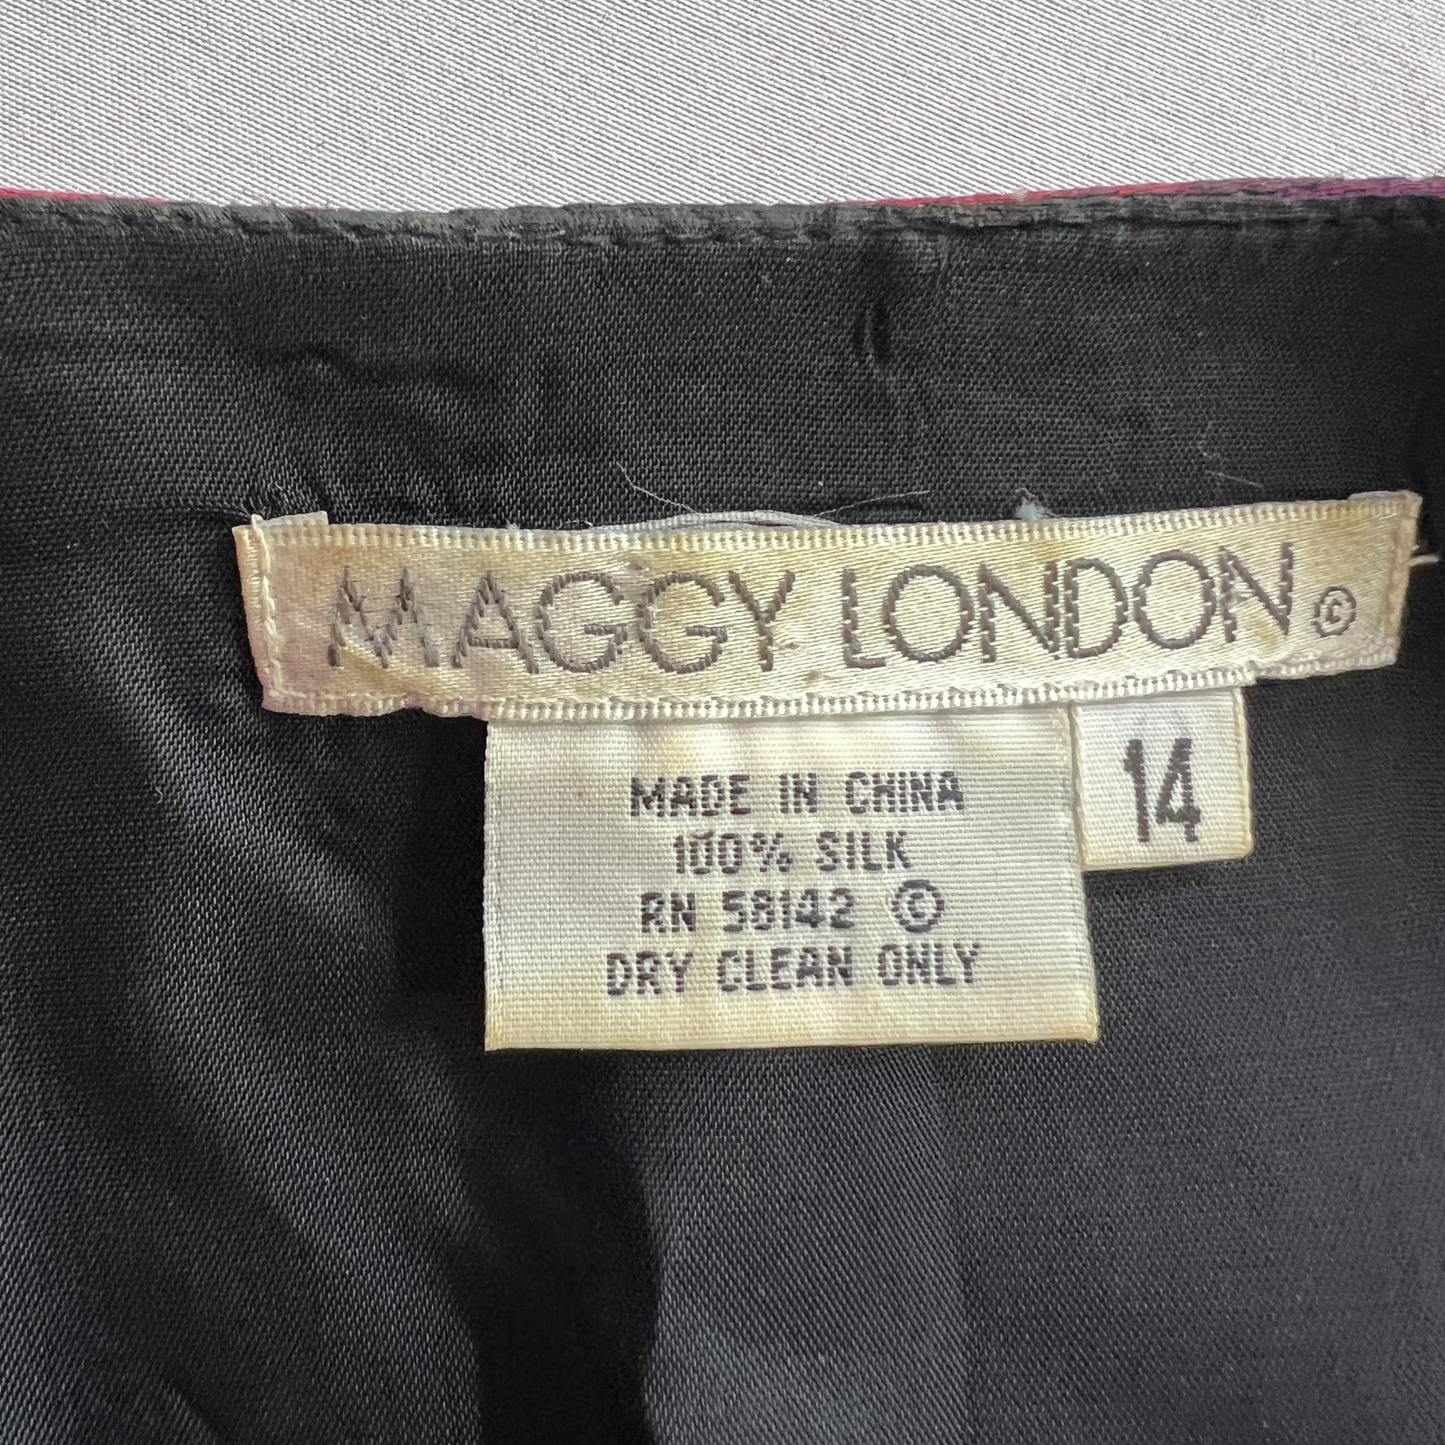 MAGGY LONDON ©
14
MADE IN CHINA
100% SILK
RN 58142 ©
DRY CLEAN ONLY